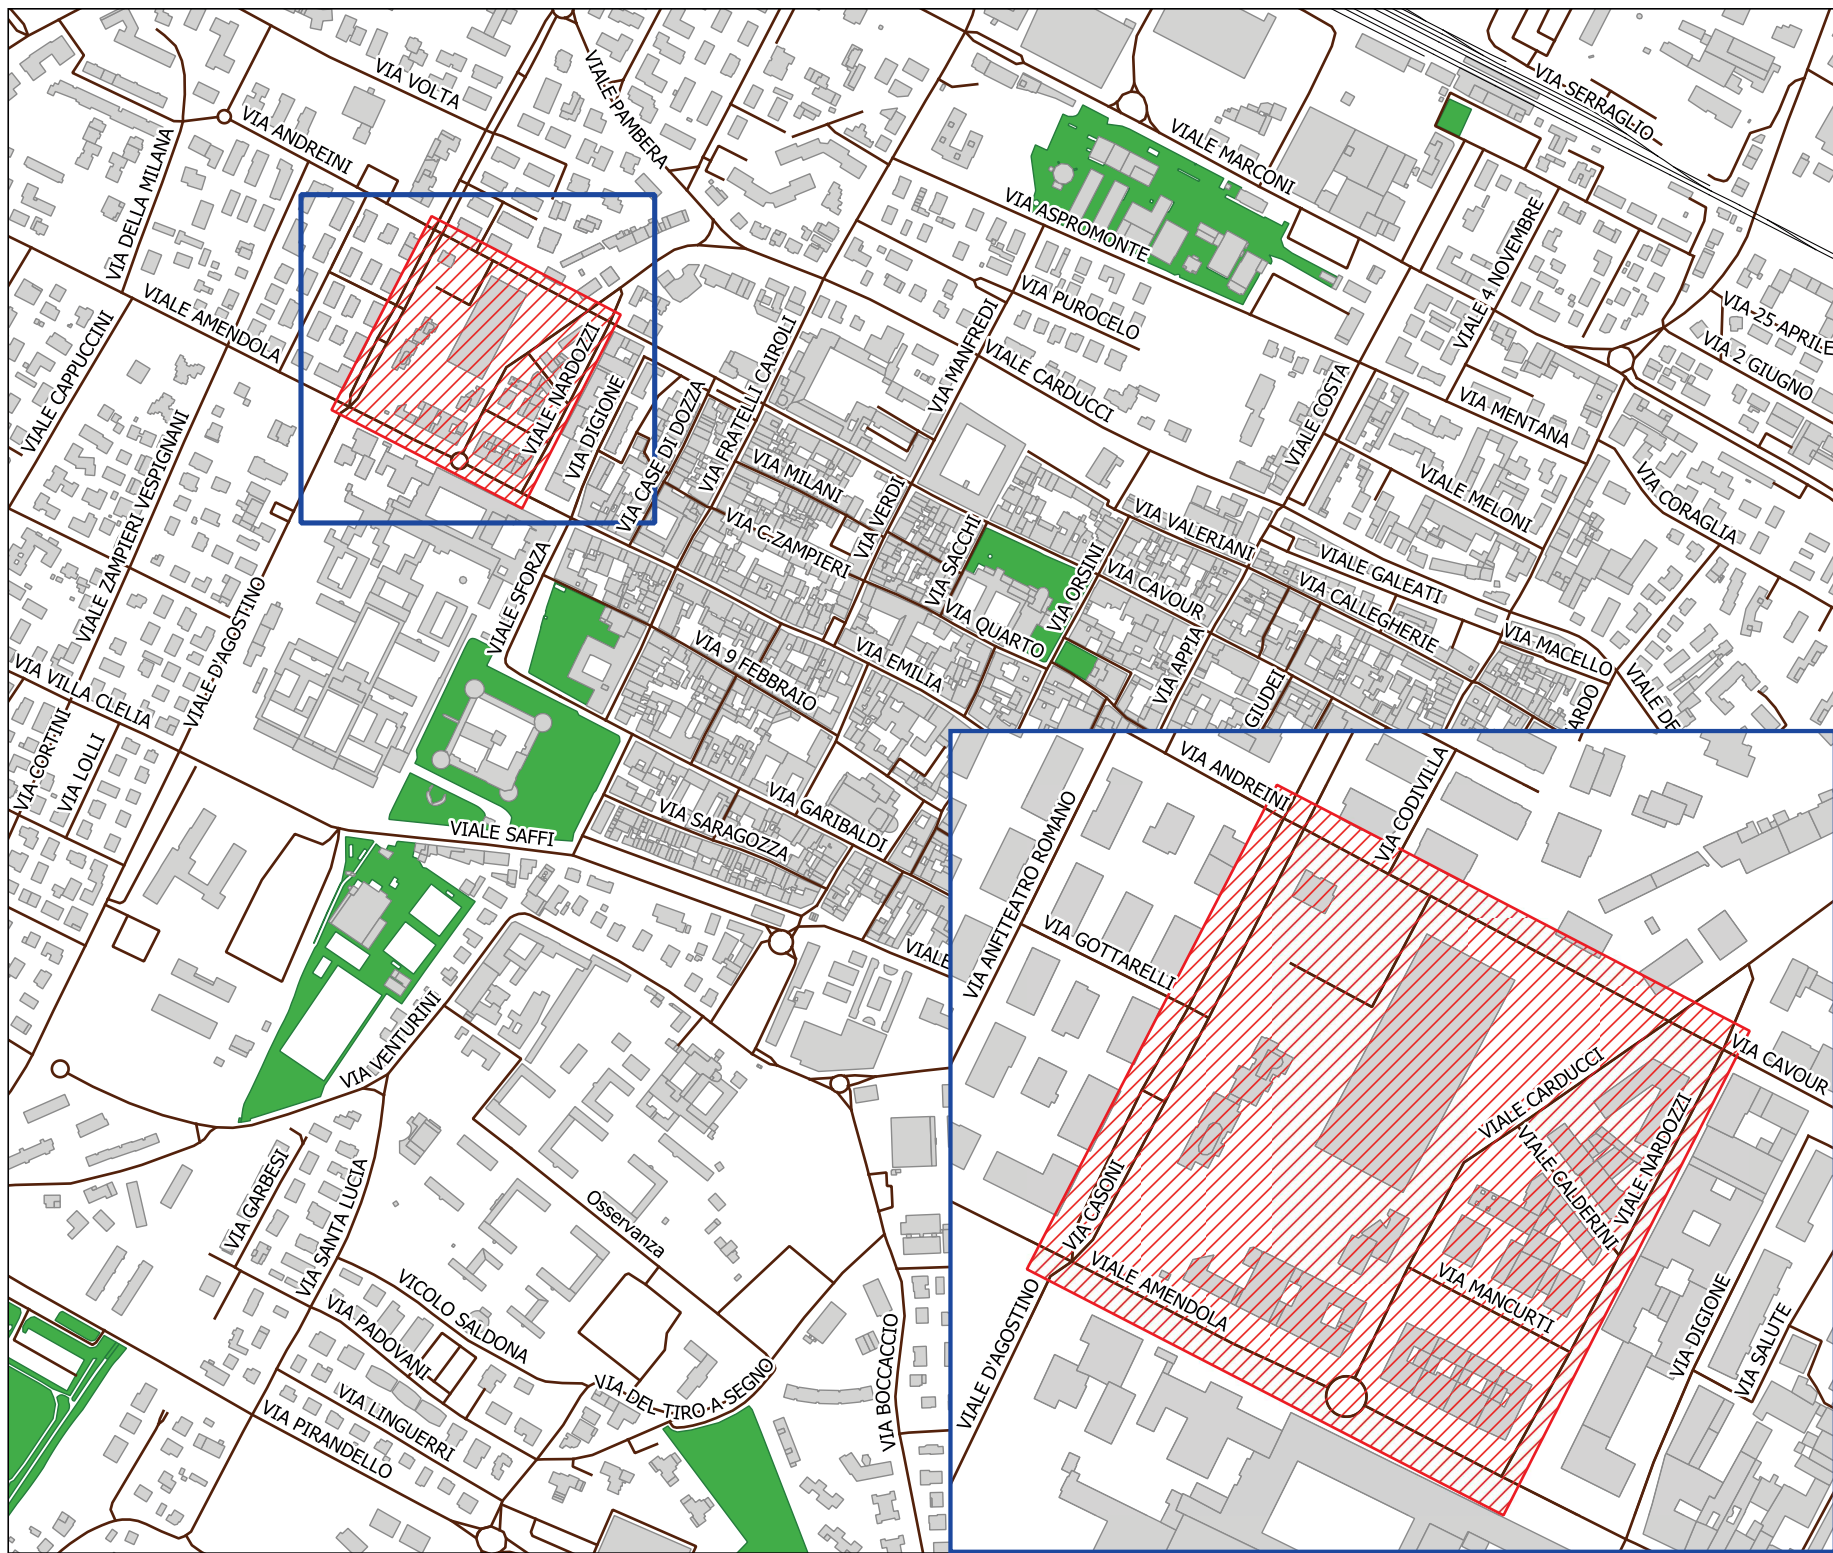 VIA VOLTA
VIALE PAMBERA
VIA SERRAGLIO
VIA ANDREINI
VIALE MARCONI
VIA DELLA MILANA
VIA ASPROMONTE
VIALE 4 NOVEMBRE
VIALE AMENDOLA
VIA PUROCELO
VIA 25 APRILE
VIALE CAPPUCCINI
VIALE NARDOZZI
VIA FRATELLI CAIROLI
VIA MANFREDI
VIALE CARDUCCI
VIA 2 GIUGNO
VIA DIGIONE
VIA CASE DI DOZZA
VIALE COSTA
VIA MENTANA
VIALE ZAMPIERI VESPIGNANI
VIA MILANI
VIA VERDI
VIALE MELONI
VIA CORAGLIA
VIA C.ZAMPIERI
VIA SACCHI
VIA VALERIANI
VIALE GALEATI
VIALE SFORZA
VIALE D'AGOSTINO
VIA ORSINI
VIA CAVOUR
VIA CALLEGHERIE
VIA QUARTO
VIA MACELLO
VIA 9 FEBBRAIO
VIA EMILIA
VIA APPIA
VIA VILLA CLELIA
GIUDEI
ARDO
VIALE DE
VIA CORTINI
VIA LOLLI
VIALE SAFFI
VIA SARAGOZZA
VIA GARIBALDI
VIALE
VIA VENTURINI
VIA GARBESI
VIA SANTA LUCIA
Osservanza
VICOLO SALDONA
VIA PADOVANI
VIA DEL TIRO A SEGNO
VIA BOCCACCIO
VIA LINGUERRI
VIA PIRANDELLO
VIA ANDREINI
VIA CODIVILLA
VIA ANFITEATRO ROMANO
VIA GOTTARELLI
VIA CAVOUR
VIALE CARDUCCI
VIALE NARDOZZI
VIALE CALDERINI
VIA CASONI
VIALE AMENDOLA
VIA MANCURTI
VIALE D'AGOSTINO
VIA DIGIONE
VIA SALUTE